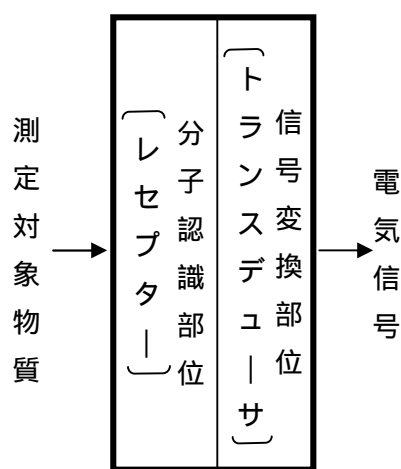 測定対象物質
分子認識部位
〔レセプター〕
信号変換部位
〔トランスデューサ〕
電気信号